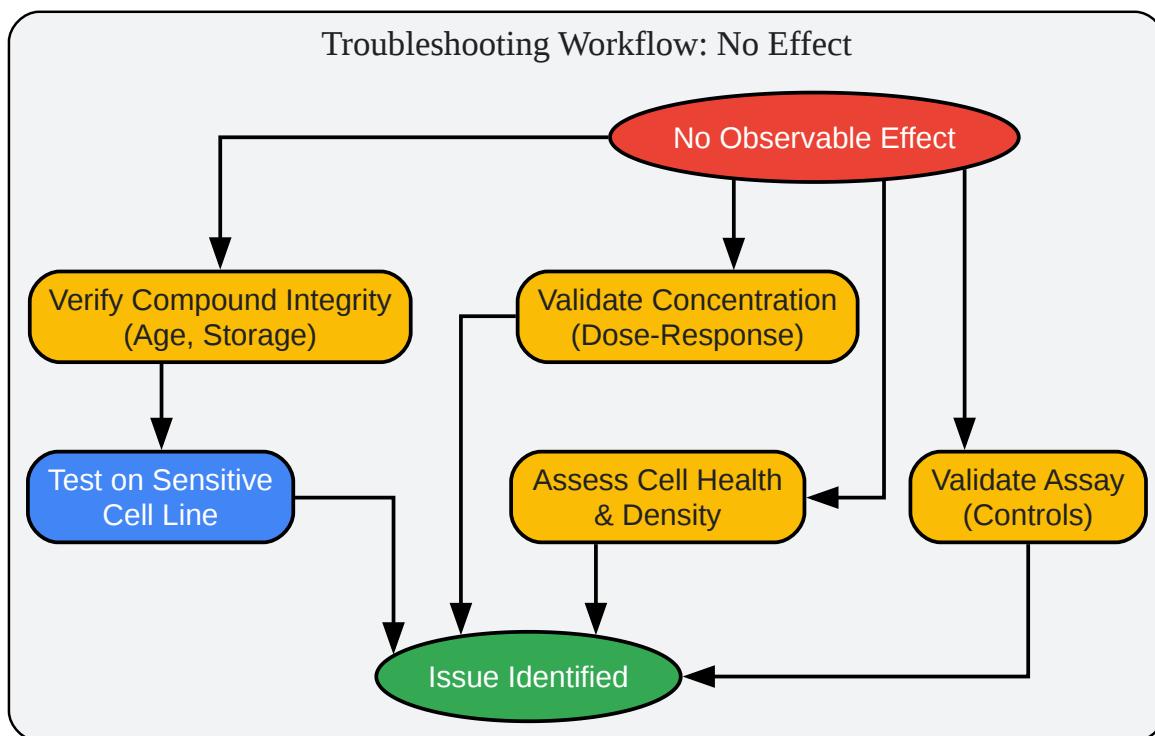 Troubleshooting Workflow: No Effect
No Observable Effect
Verify Compound Integrity
(Age, Storage)
Validate Concentration
(Dose-Response)
Test on Sensitive
Cell Line
Assess Cell Health
& Density
Validate Assay
(Controls)
Issue Identified